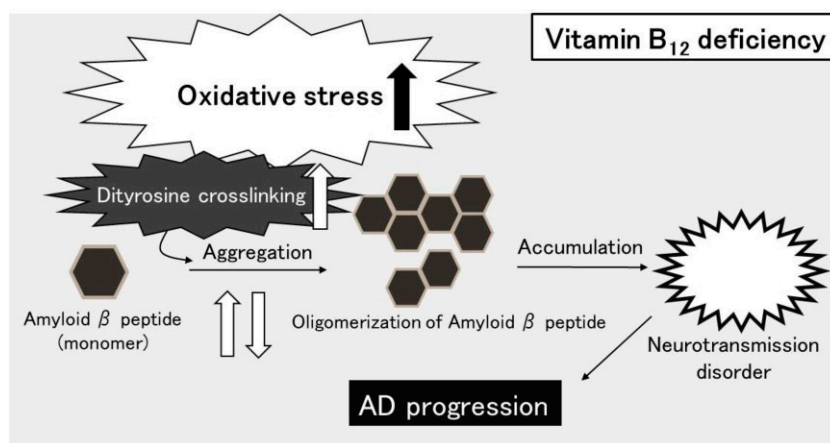 Vitamin B₁₂ deficiency
Oxidative stress
Dityrosine crosslinking
Aggregation
Accumulation
Amyloid β peptide
(monomer)
Oligomerization of Amyloid β peptide
Neurotransmission
disorder
AD progression